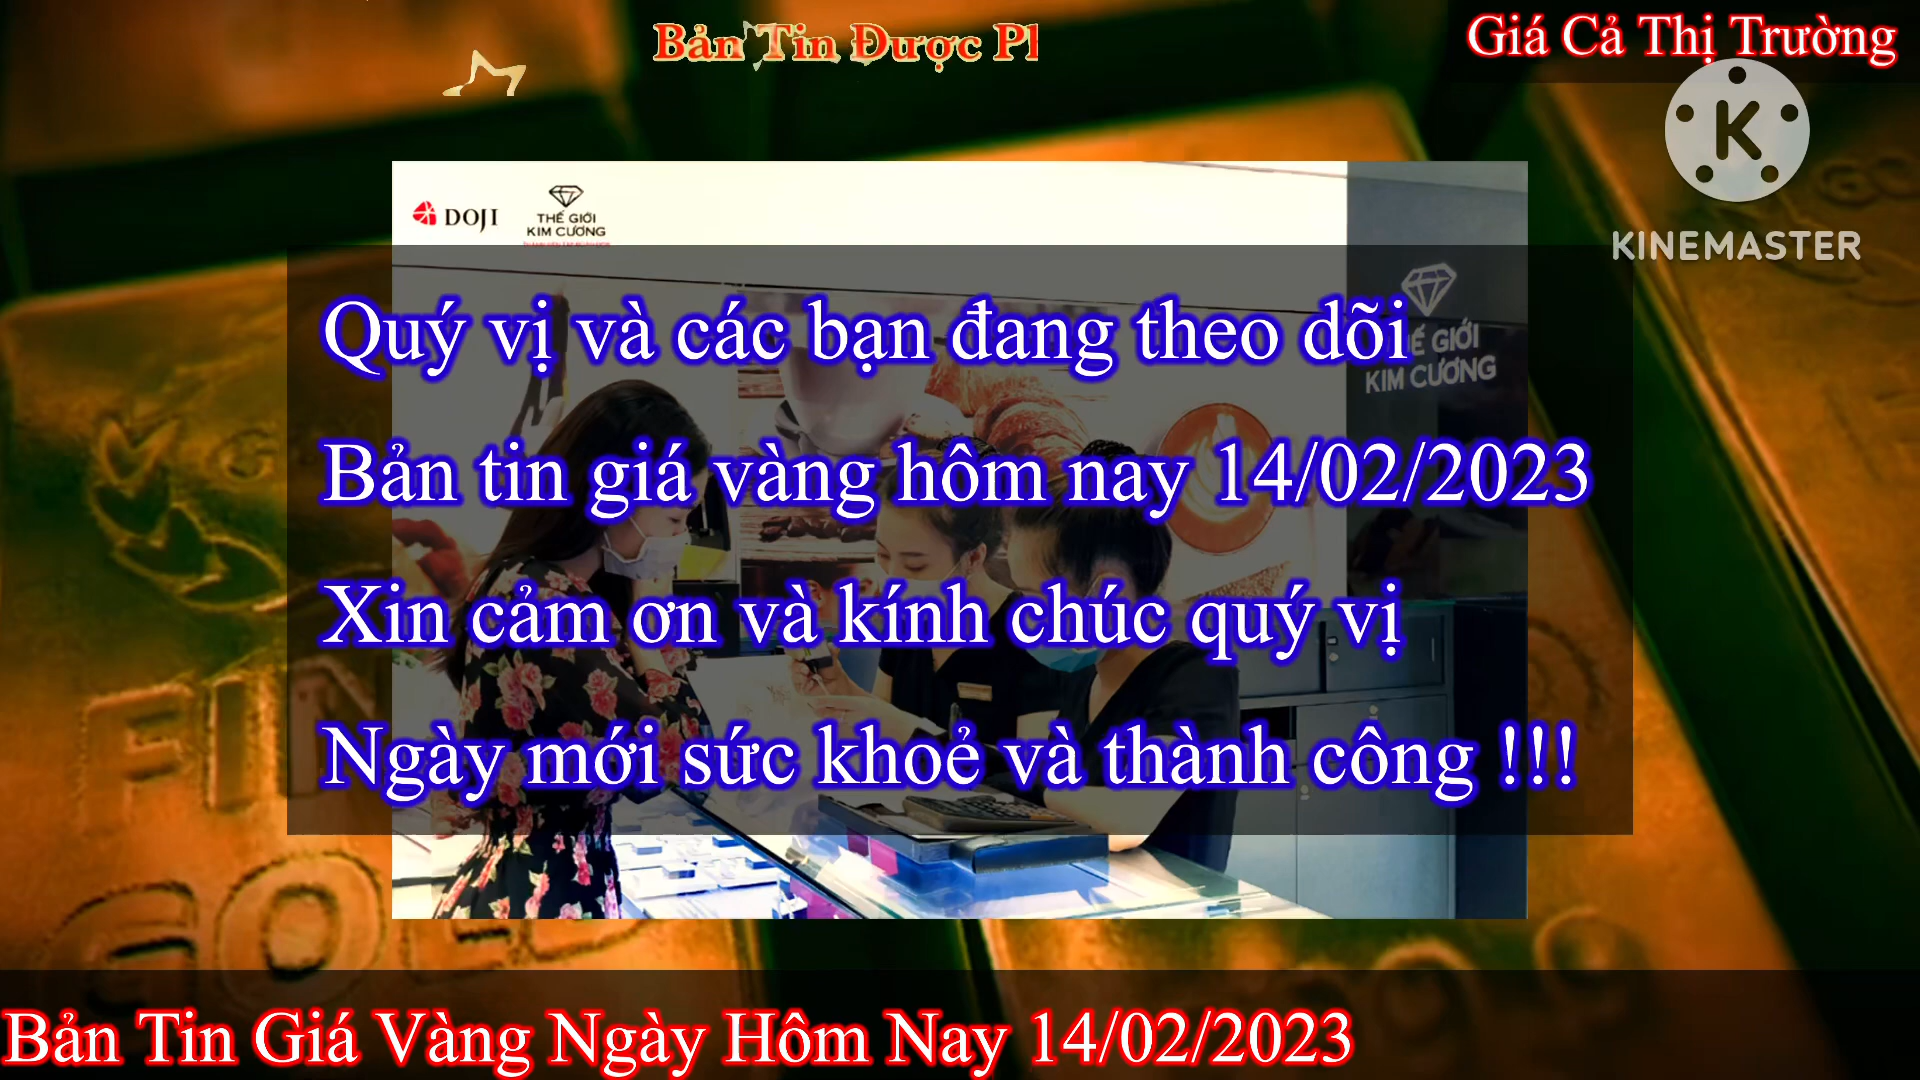 Bản Tin Được
Giá Cả Thị Trường
K
KINEMASTER
DOJI
THẾ GIỚI
KIM CƯƠNG
GIỚI
KIM CƯƠNG
Quý vị và các bạn đang theo dõi
Bản tin giá vàng hôm nay 14/02/2023
Xin cảm ơn và kính chúc quý vị
Ngày mới sức khoẻ và thành công !!!
FIN
GOLD
Bản Tin Giá Vàng Ngày Hôm Nay 14/02/2023